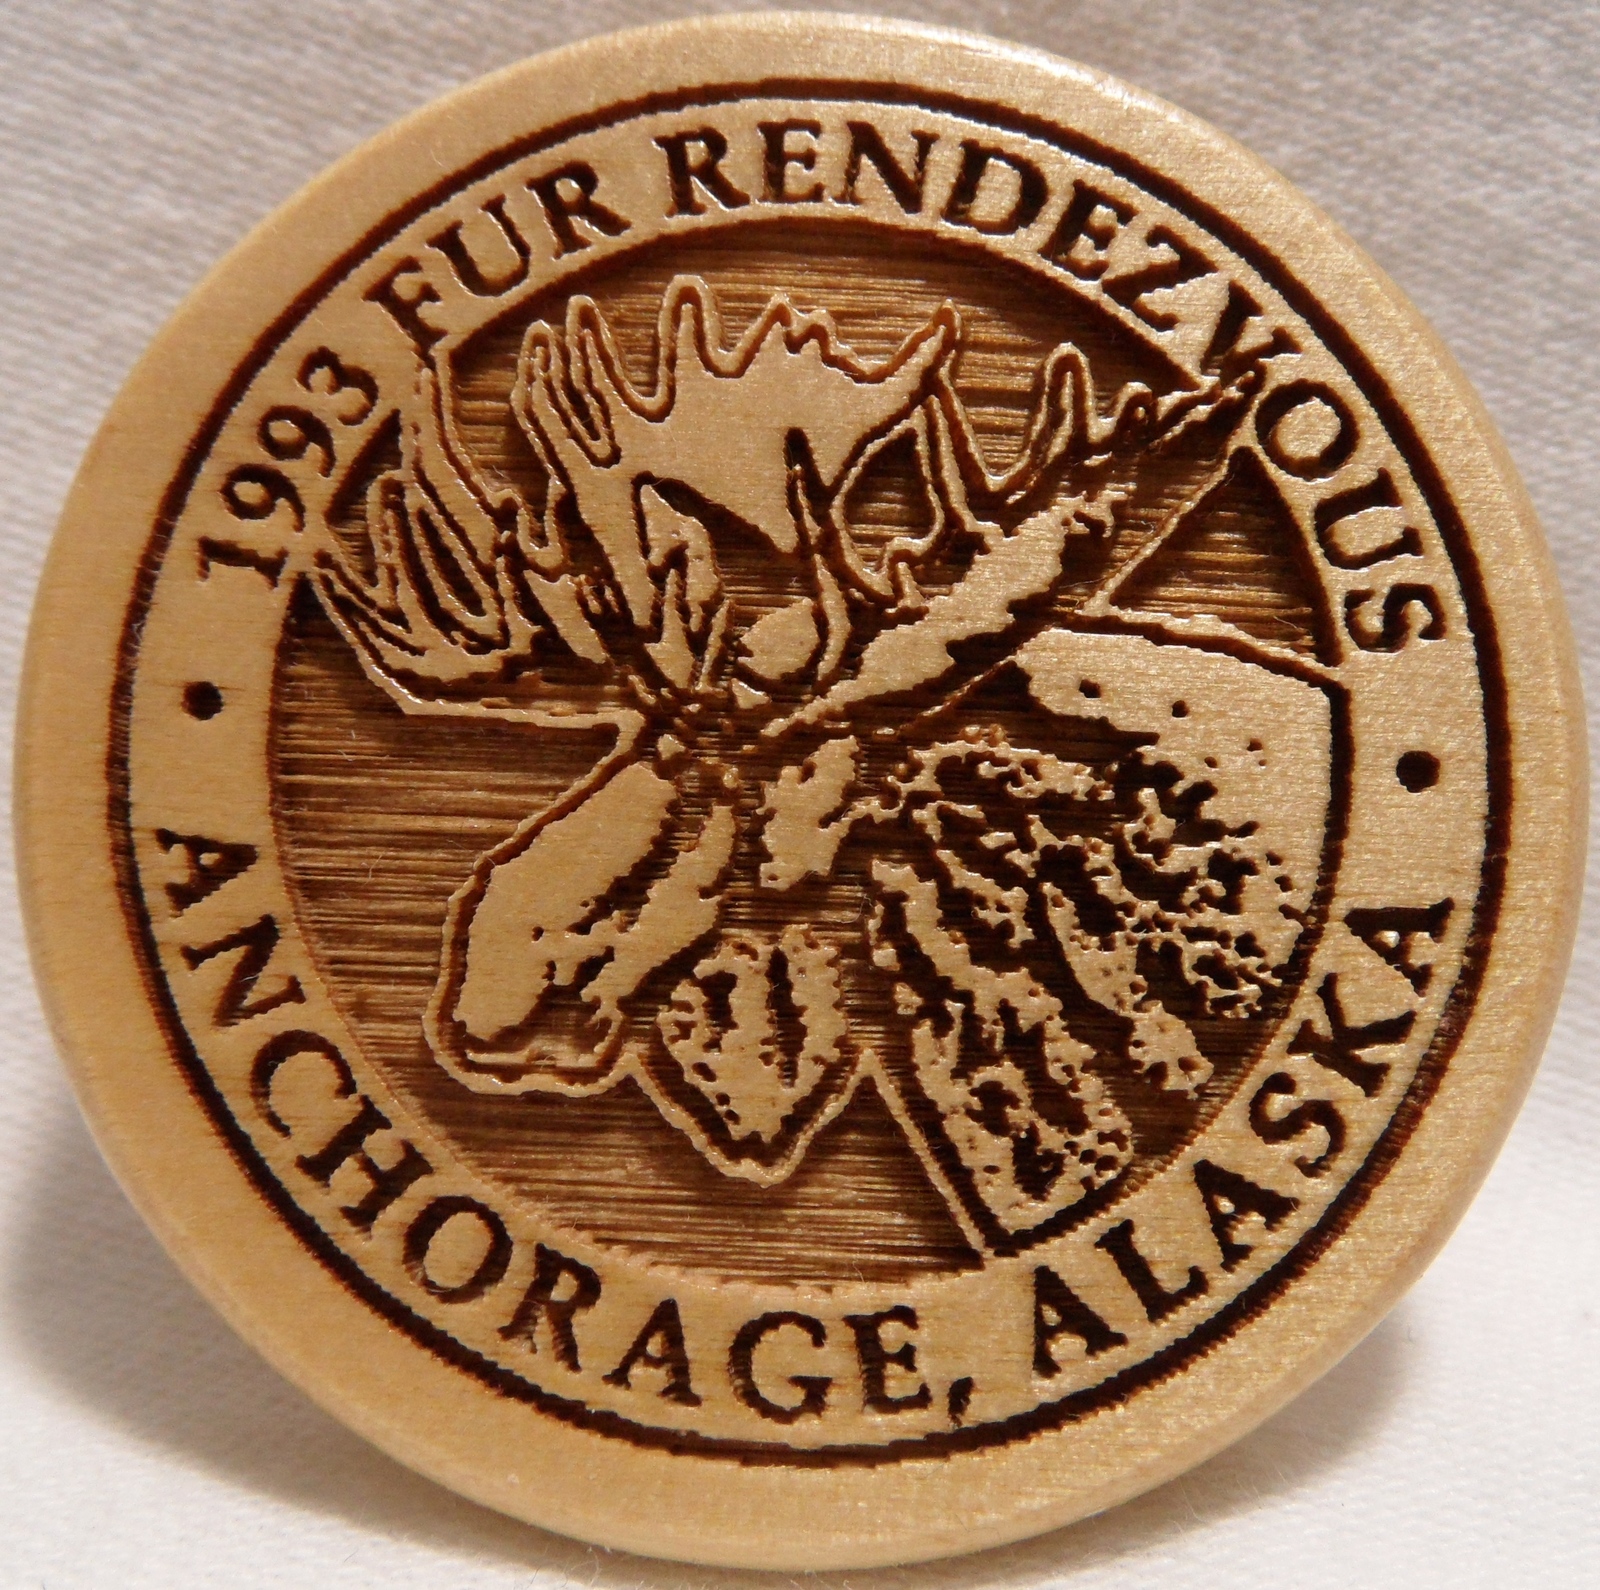 1993 FUR RENDEZVOUS
• ANCHORAGE, ALASKA •